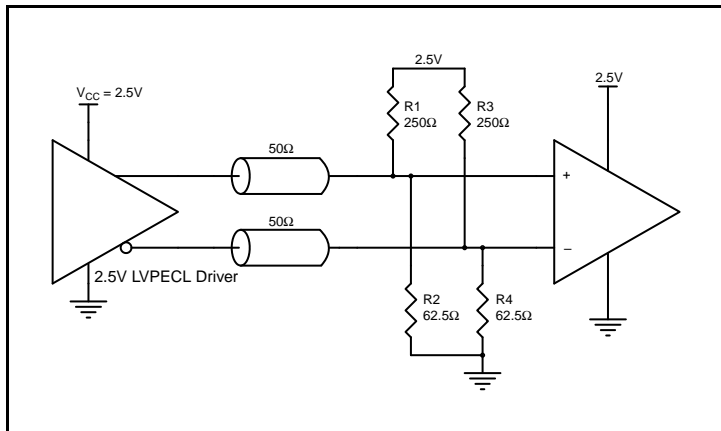 2.5V
V_CC = 2.5V
2.5V
R1
250Ω
R3
250Ω
50Ω
+
50Ω
−
2.5V LVPECL Driver
R2
62.5Ω
R4
62.5Ω